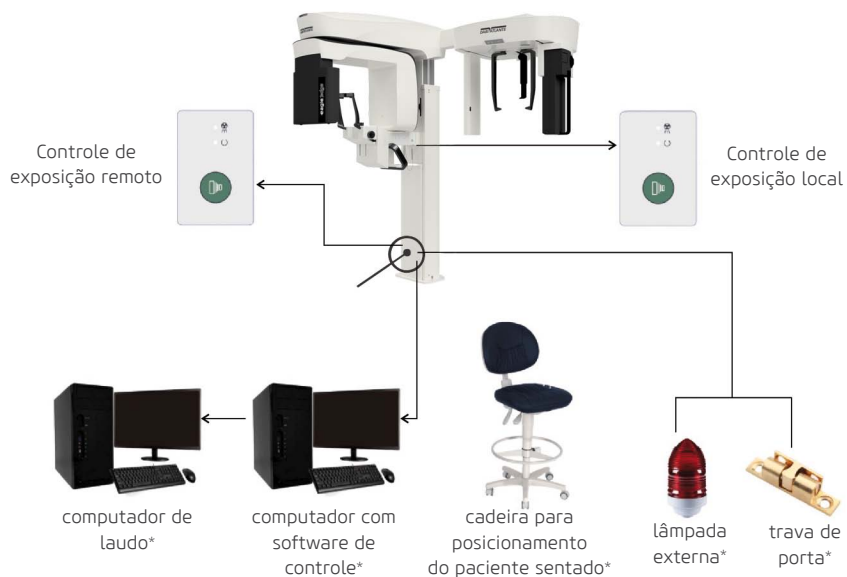 Controle de
exposição remoto
Controle de
exposição local
computador de
laudo*
computador com
software de
controle*
cadeira para
posicionamento
do paciente sentado*
lâmpada
externa*
trava de
porta*